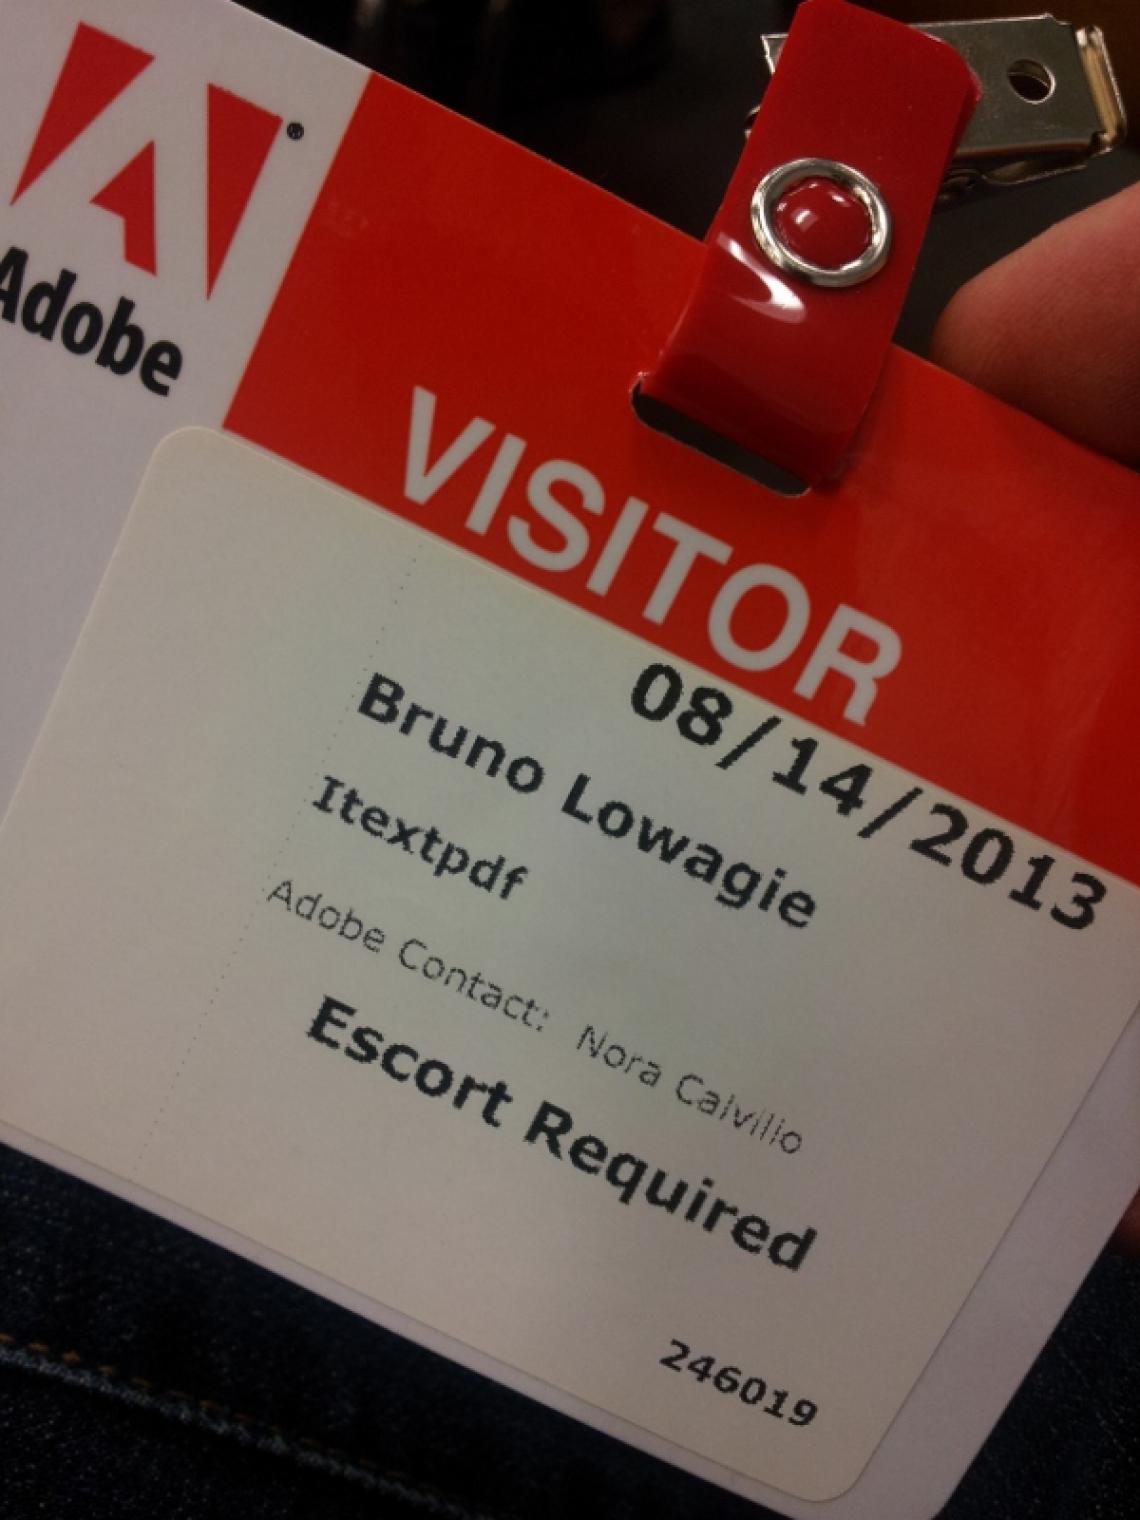 Adobe®
VISITOR
08/14/2013
Bruno Lowagie
Itextpdf
Adobe Contact: Nora Calvillo
Escort Required
246019